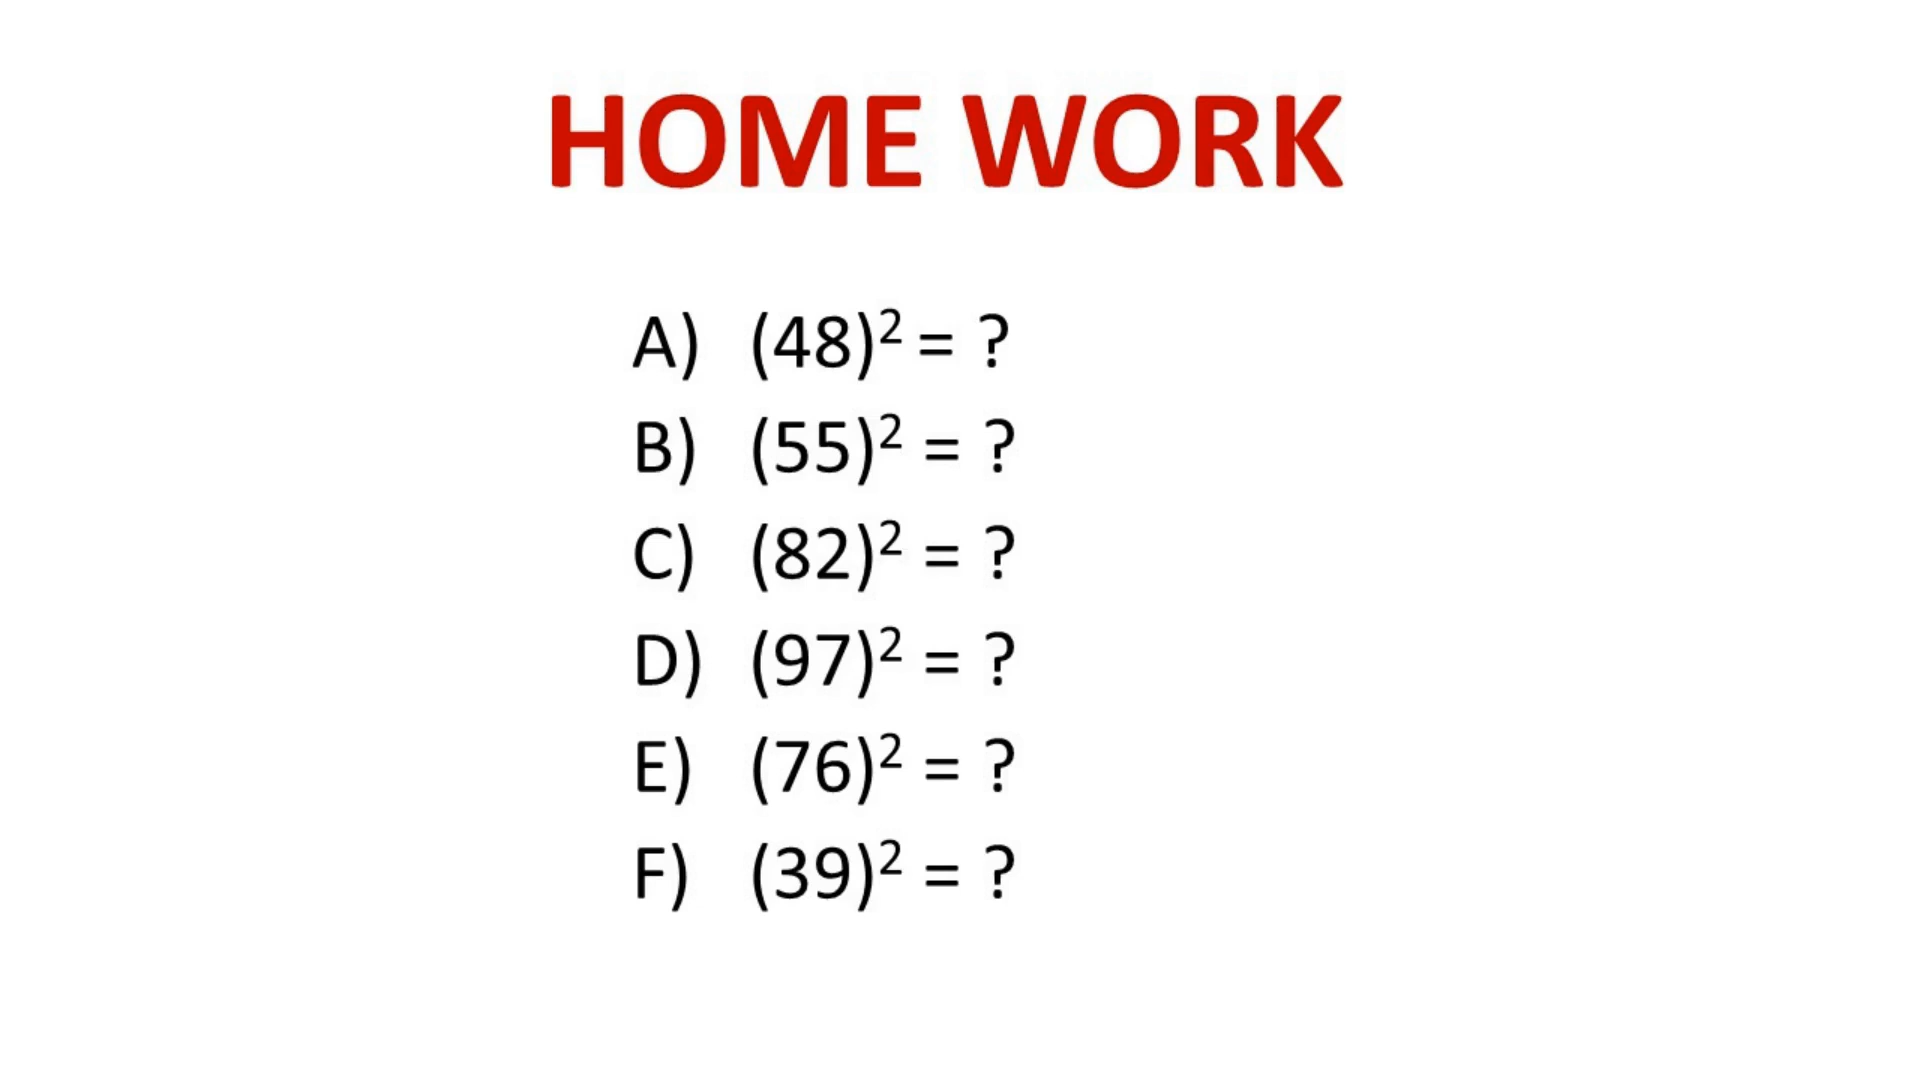 HOME WORK
A) (48)² = ?
B) (55)² = ?
C) (82)² = ?
D) (97)² = ?
E) (76)² = ?
F) (39)² = ?